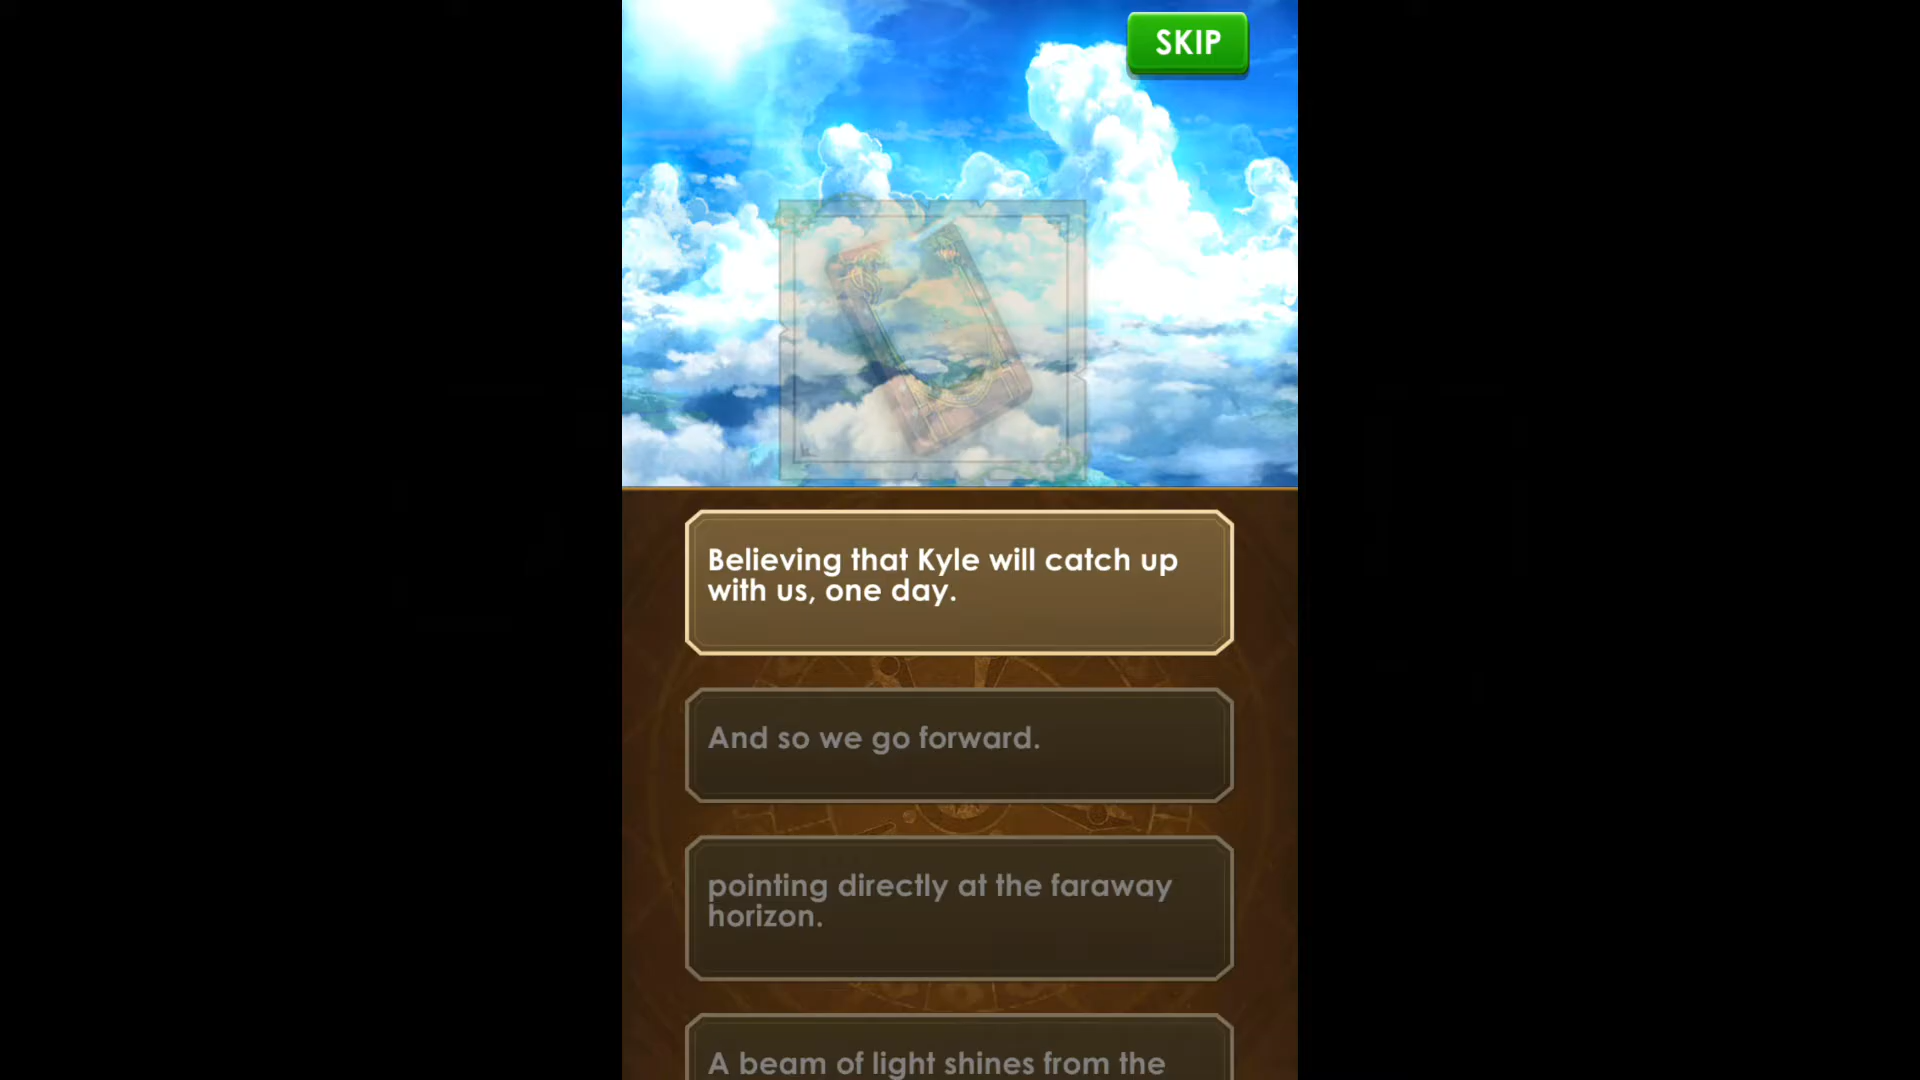 SKIP
Believing that Kyle will catch up
with us, one day.
And so we go forward.
pointing directly at the faraway
horizon.
A beam of light shines from the